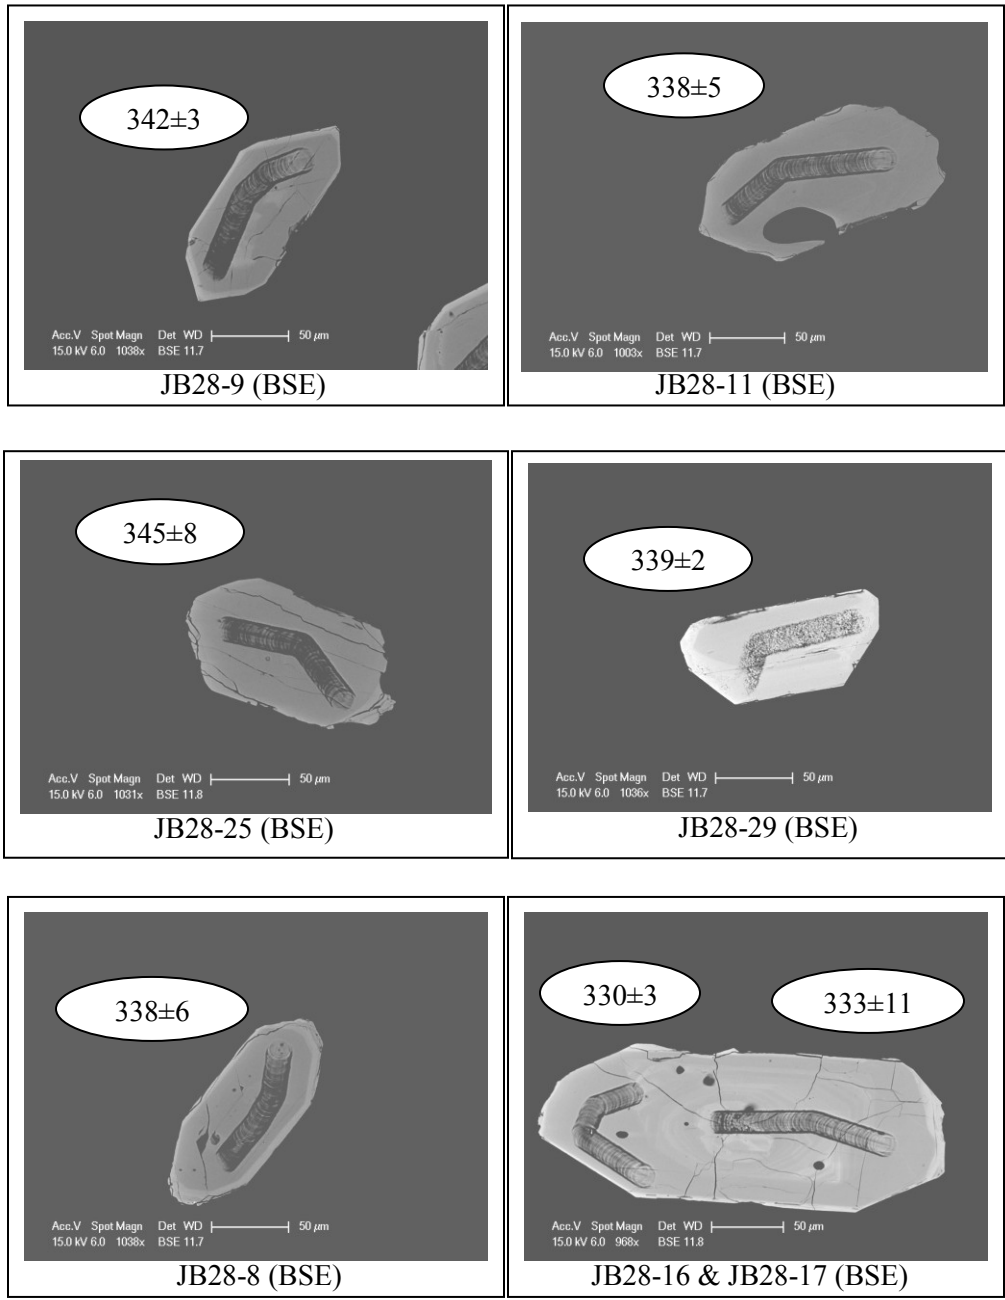 342±3
Acc.V Spot Magn Det WD 50 µm
15.0 kV 6.0 1038x BSE 11.7
JB28-9 (BSE)
338±5
Acc.V Spot Magn Det WD 50 µm
15.0 kV 6.0 1003x BSE 11.7
JB28-11 (BSE)
345±8
Acc.V Spot Magn Det WD 50 µm
15.0 kV 6.0 1031x BSE 11.8
JB28-25 (BSE)
339±2
Acc.V Spot Magn Det WD 50 µm
15.0 kV 6.0 1036x BSE 11.7
JB28-29 (BSE)
338±6
Acc.V Spot Magn Det WD 50 µm
15.0 kV 6.0 1038x BSE 11.7
JB28-8 (BSE)
330±3
333±11
Acc.V Spot Magn Det WD 50 µm
15.0 kV 6.0 968x BSE 11.8
JB28-16 & JB28-17 (BSE)